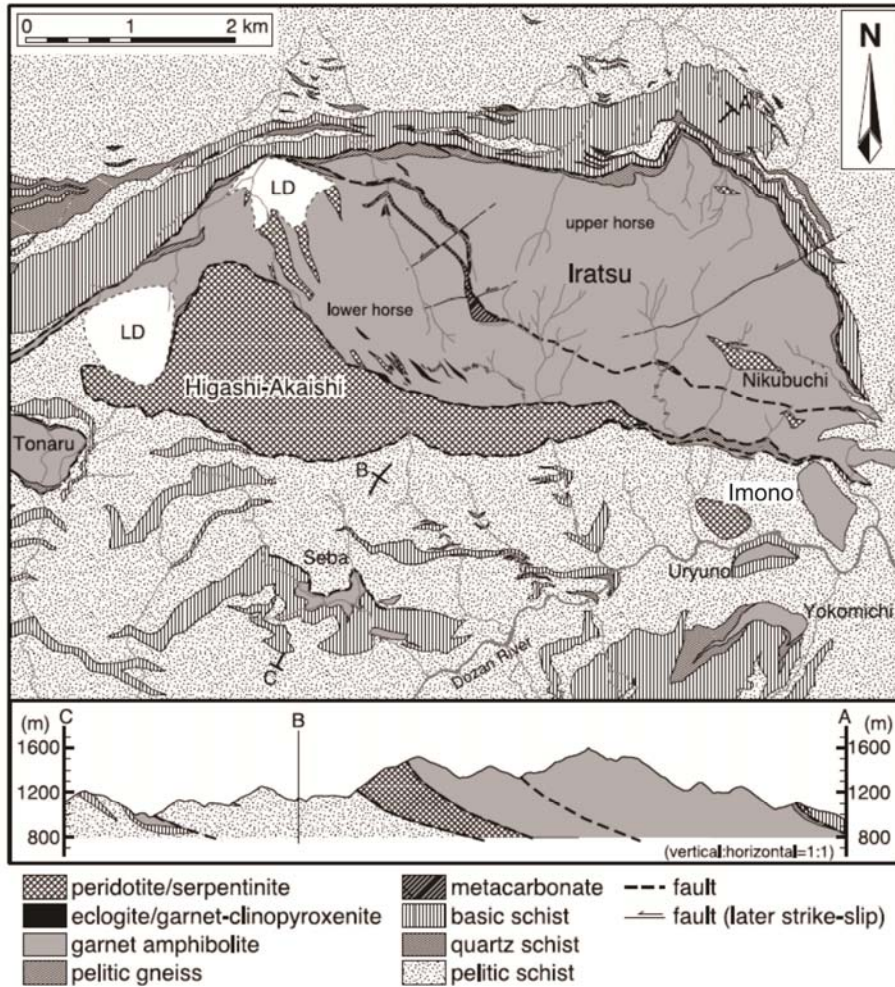 0 1 2 km
N
A
LD
upper horse
Iratsu
lower horse
LD
Higashi-Akaishi
Nikubuchi
Tonaru
B
Imono
Seba
Uryuno
Yokomichi
C
Dozan River
(m) C B A (m)
1600 1600
1200 1200
800 800
(vertical:horizontal=1:1)
peridotite/serpentinite metacarbonate fault
eclogite/garnet-clinopyroxenite basic schist fault (later strike-slip)
garnet amphibolite quartz schist
pelitic gneiss pelitic schist